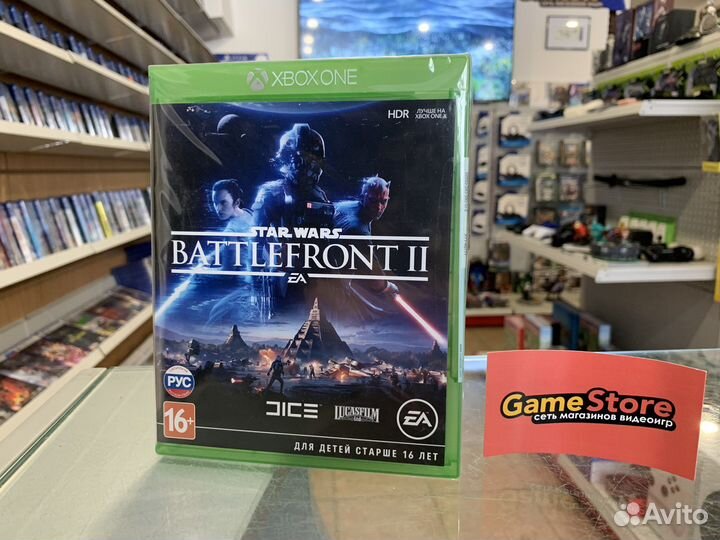 XBOX ONE
HDR
ЛУЧШЕ НА
XBOX ONE X
STAR WARS
BATTLEFRONT II
EA
РУС
16+
DICE
LUCASFILM
Ltd
EA
ДЛЯ ДЕТЕЙ СТАРШЕ 16 ЛЕТ
GameStore
сеть магазинов видеоигр
Avito